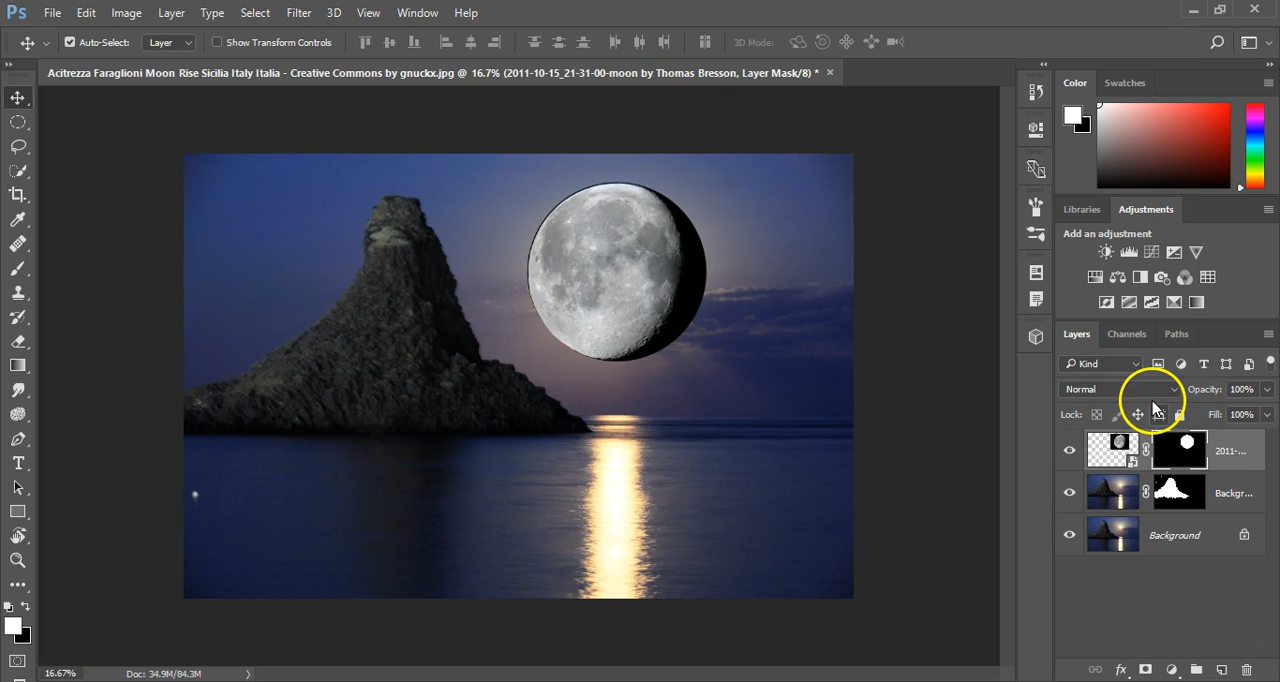 Ps File Edit Image Layer Type Select Filter 3D View Window Help
Auto-Select: Layer Show Transform Controls 3D Mode:
Acitrezza Faraglioni Moon Rise Sicilia Italy Italia - Creative Commons by gnuckx.jpg @ 16.7% (2011-10-15_21-31-00-moon by Thomas Bresson, Layer Mask/8) * ×
Color Swatches
Libraries Adjustments
Add an adjustment
Layers Channels Paths
Kind
Normal Opacity: 100%
Lock: Fill: 100%
2011-...
Backgr...
Background
16.67% Doc: 34.9M/84.3M
fx